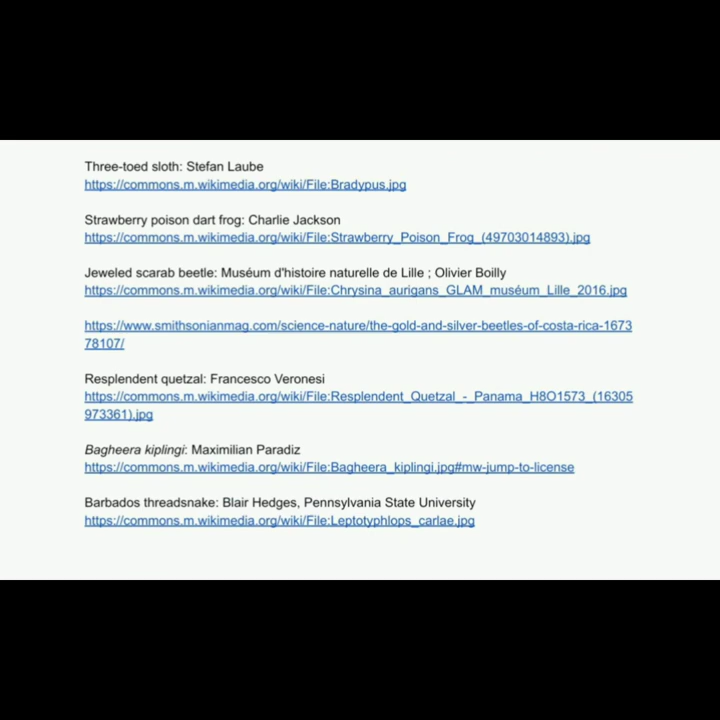 Three-toed sloth: Stefan Laube
https://commons.m.wikimedia.org/wiki/File:Bradypus.jpg
Strawberry poison dart frog: Charlie Jackson
https://commons.m.wikimedia.org/wiki/File:Strawberry_Poison_Frog_(49703014893).jpg
Jeweled scarab beetle: Muséum d'histoire naturelle de Lille ; Olivier Boilly
https://commons.m.wikimedia.org/wiki/File:Chrysina_aurigans_GLAM_muséum_Lille_2016.jpg
https://www.smithsonianmag.com/science-nature/the-gold-and-silver-beetles-of-costa-rica-1673
78107/
Resplendent quetzal: Francesco Veronesi
https://commons.m.wikimedia.org/wiki/File:Resplendent_Quetzal_-_Panama_H8O1573_(16305
973361).jpg
Bagheera kiplingi: Maximilian Paradiz
https://commons.m.wikimedia.org/wiki/File:Bagheera_kiplingi.jpg#mw-jump-to-license
Barbados threadsnake: Blair Hedges, Pennsylvania State University
https://commons.m.wikimedia.org/wiki/File:Leptotyphlops_carlae.jpg